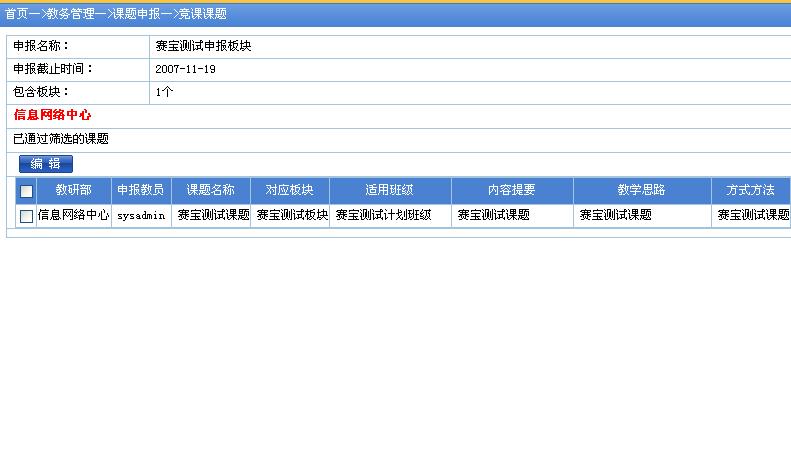 首页—>教务管理—>课题申报—>竞课课题
申报名称： 赛宝测试申报板块
申报截止时间： 2007-11-19
包含板块： 1个
信息网络中心
已通过筛选的课题
编 辑
教研部 申报教员 课题名称 对应板块 适用班级 内容提要 教学思路 方式方法
信息网络中心 sysadmin 赛宝测试课题 赛宝测试板块 赛宝测试计划班级 赛宝测试课题 赛宝测试课题 赛宝测试课题